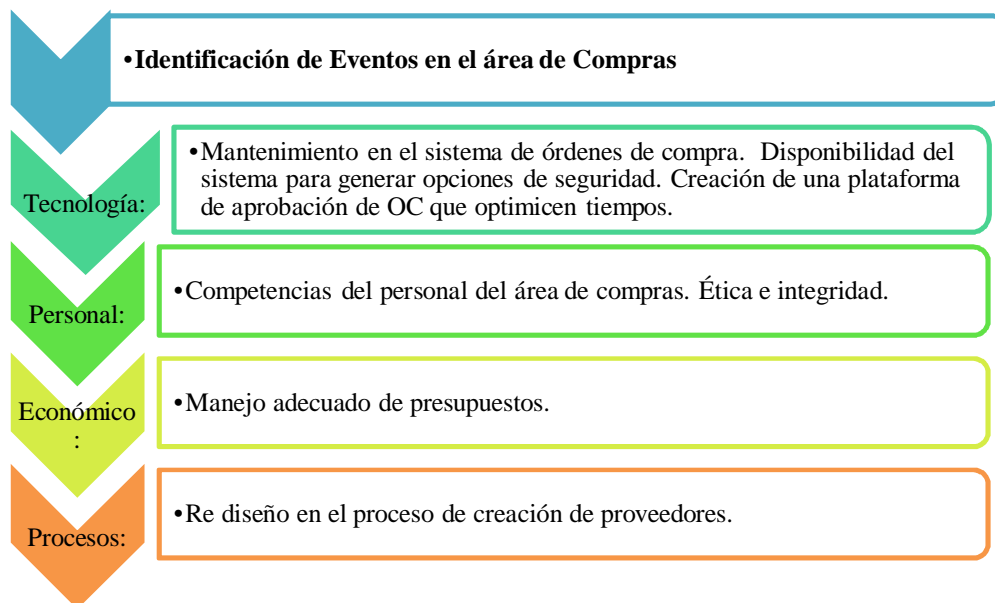 •Identificación de Eventos en el área de Compras
Tecnología:
•Mantenimiento en el sistema de órdenes de compra. Disponibilidad del
sistema para generar opciones de seguridad. Creación de una plataforma
de aprobación de OC que optimicen tiempos.
Personal:
•Competencias del personal del área de compras. Ética e integridad.
Económico
:
•Manejo adecuado de presupuestos.
Procesos:
•Re diseño en el proceso de creación de proveedores.